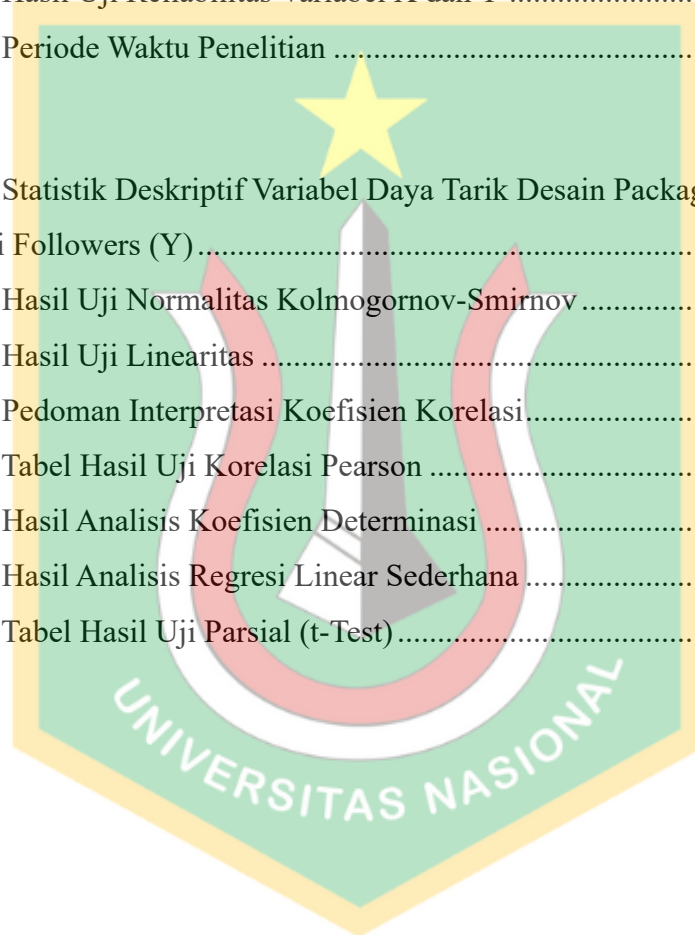 Periode Waktu Penelitian ........................................
Statistik Deskriptif Variabel Daya Tarik Desain
i Followers (Y) ........................................................
Hasil Uji Normalitas Kolmogornov-Smirnov ..............
Hasil Uji Linearitas ...................................................
Pedoman Interpretasi Koefisien Korelasi....................
Tabel Hasil Uji Korelasi Pearson ..............................
Hasil Analisis Koefisien Determinasi ........................
Hasil Analisis Regresi Linear Sederhana ....................
Tabel Hasil Uji Parsial (t-Test) ..................................
UNIVERSITAS NASIONAL